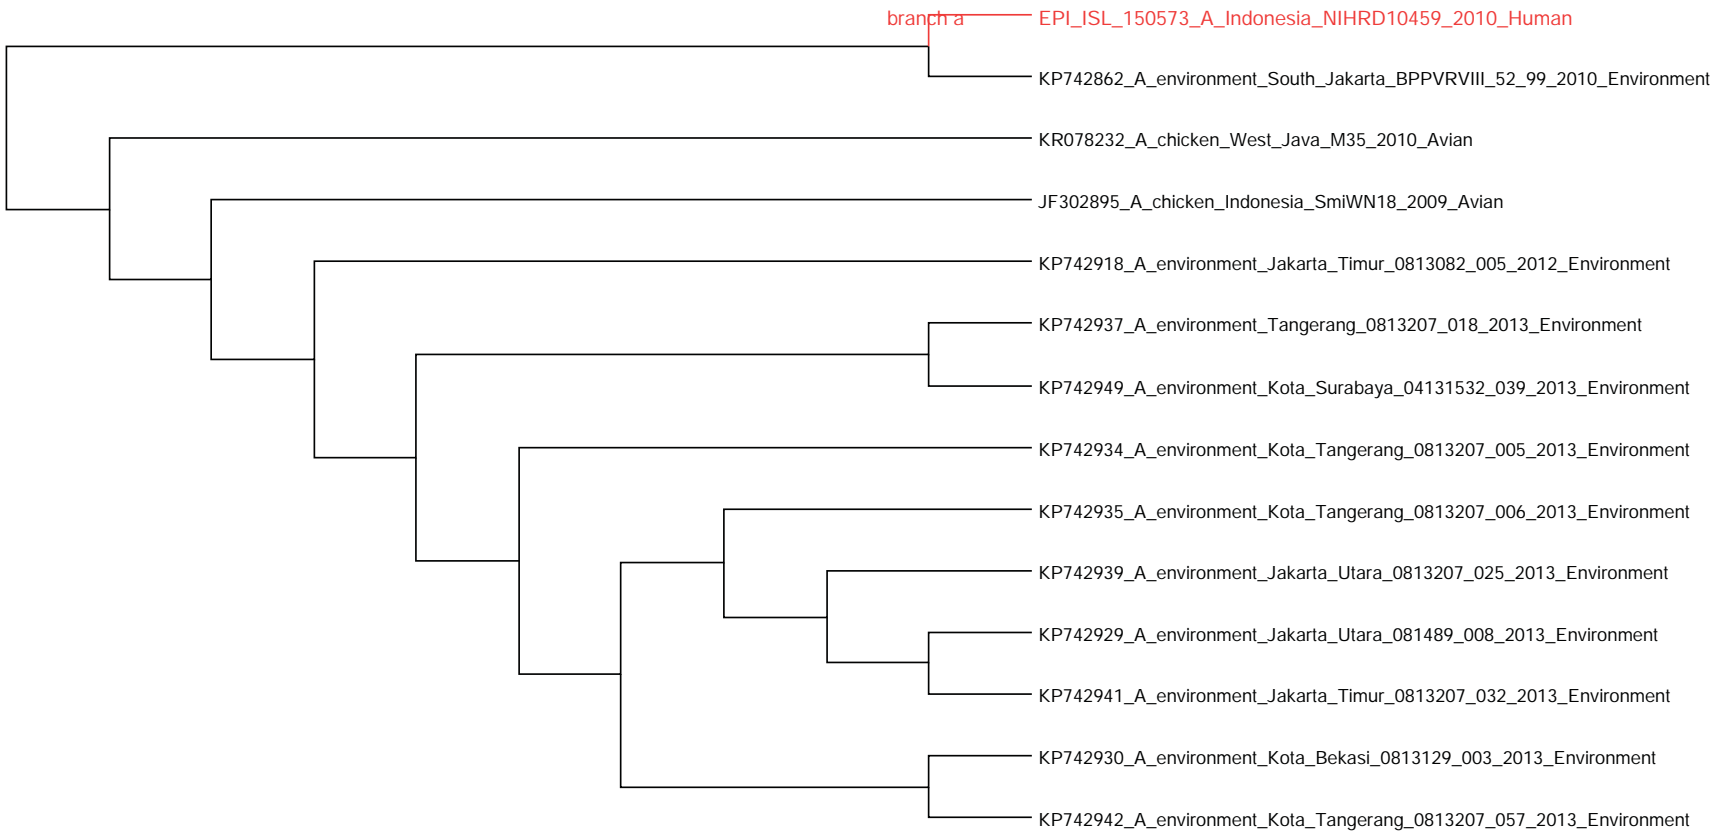 branch a
EPI_ISL_150573_A_Indonesia_NIHRD10459_2010_Human
KP742862_A_environment_South_Jakarta_BPPVRVIII_52_99_2010_Environment
KR078232_A_chicken_West_Java_M35_2010_Avian
JF302895_A_chicken_Indonesia_SmiWN18_2009_Avian
KP742918_A_environment_Jakarta_Timur_0813082_005_2012_Environment
KP742937_A_environment_Tangerang_0813207_018_2013_Environment
KP742949_A_environment_Kota_Surabaya_04131532_039_2013_Environment
KP742934_A_environment_Kota_Tangerang_0813207_005_2013_Environment
KP742935_A_environment_Kota_Tangerang_0813207_006_2013_Environment
KP742939_A_environment_Jakarta_Utara_0813207_025_2013_Environment
KP742929_A_environment_Jakarta_Utara_081489_008_2013_Environment
KP742941_A_environment_Jakarta_Timur_0813207_032_2013_Environment
KP742930_A_environment_Kota_Bekasi_0813129_003_2013_Environment
KP742942_A_environment_Kota_Tangerang_0813207_057_2013_Environment